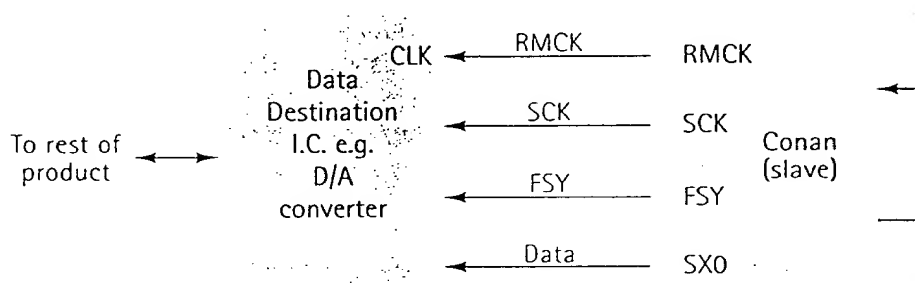 To rest of
product
Data
Destination
I.C. e.g.
D/A
converter
CLK
RMCK
RMCK
SCK
SCK
FSY
FSY
Data
SX0
Conan
(slave)